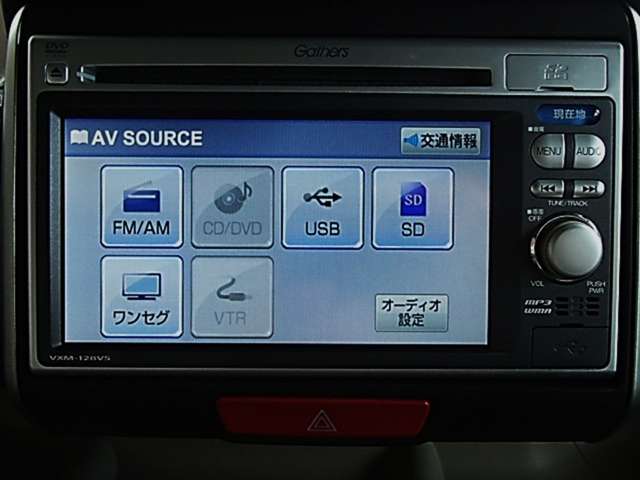 DVD
Gathers
現在地
AV SOURCE
交通情報
MENU
AUDIO
FM/AM
CD/DVD
USB
SD
SD
TUNE/TRACK
OFF
ワンセグ
VTR
オーディオ
設定
VOL
PUSH
PWR
MP3
WMA
VXM-128VS